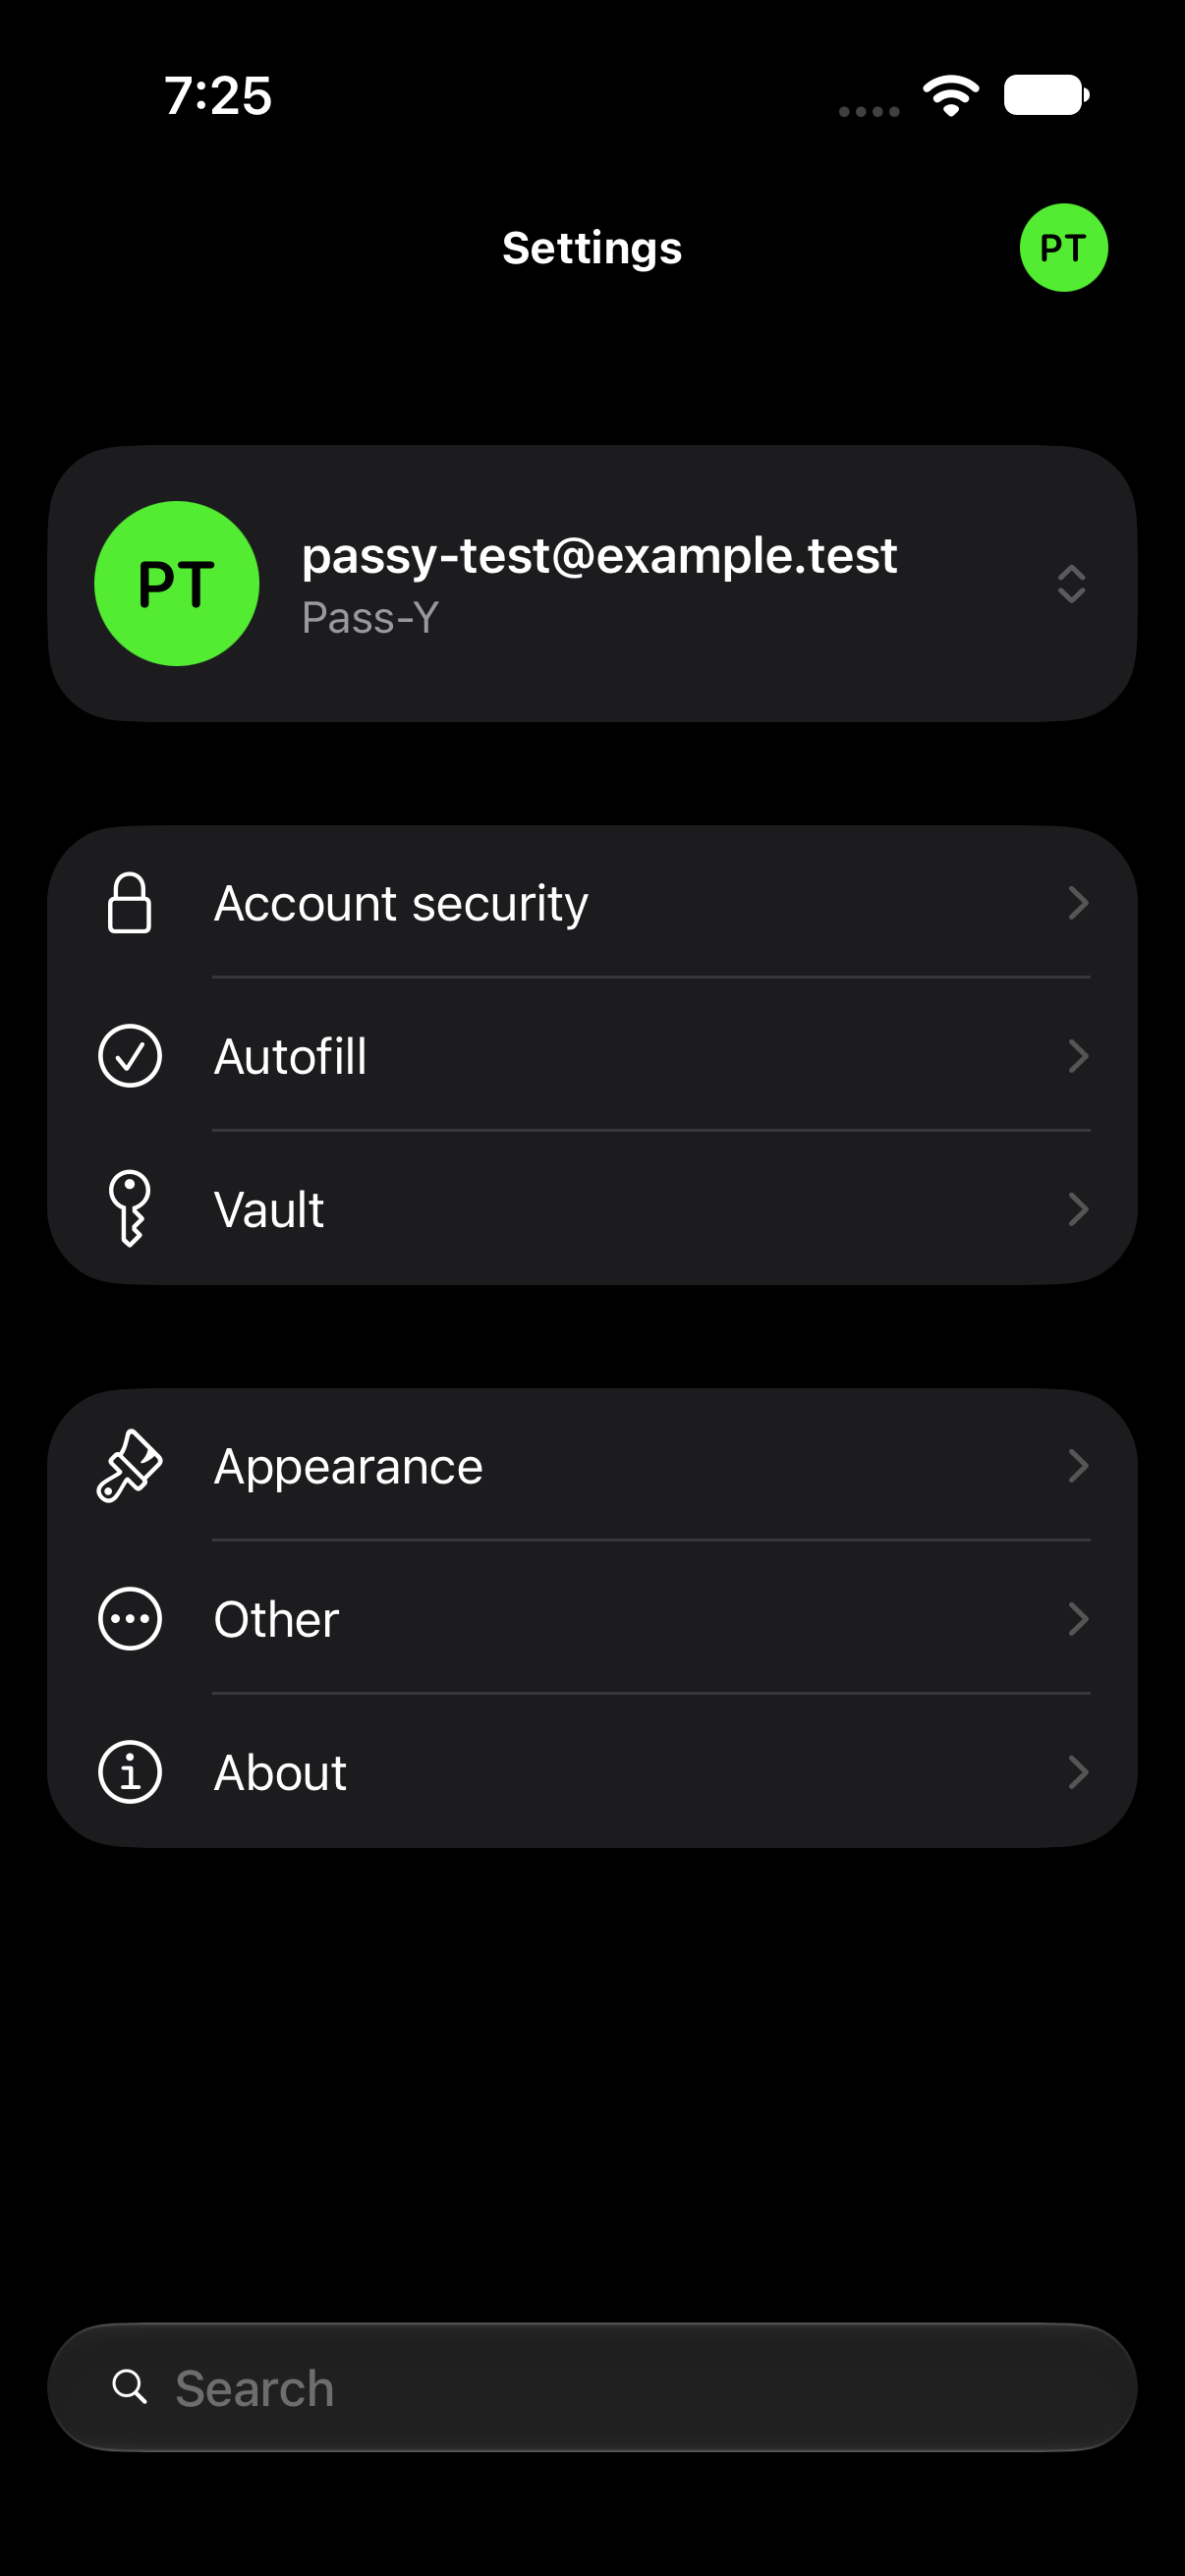 7:25
Settings
PT
PT
passy-test@example.test
Pass-Y
Account security
Autofill
Vault
Appearance
Other
About
Search